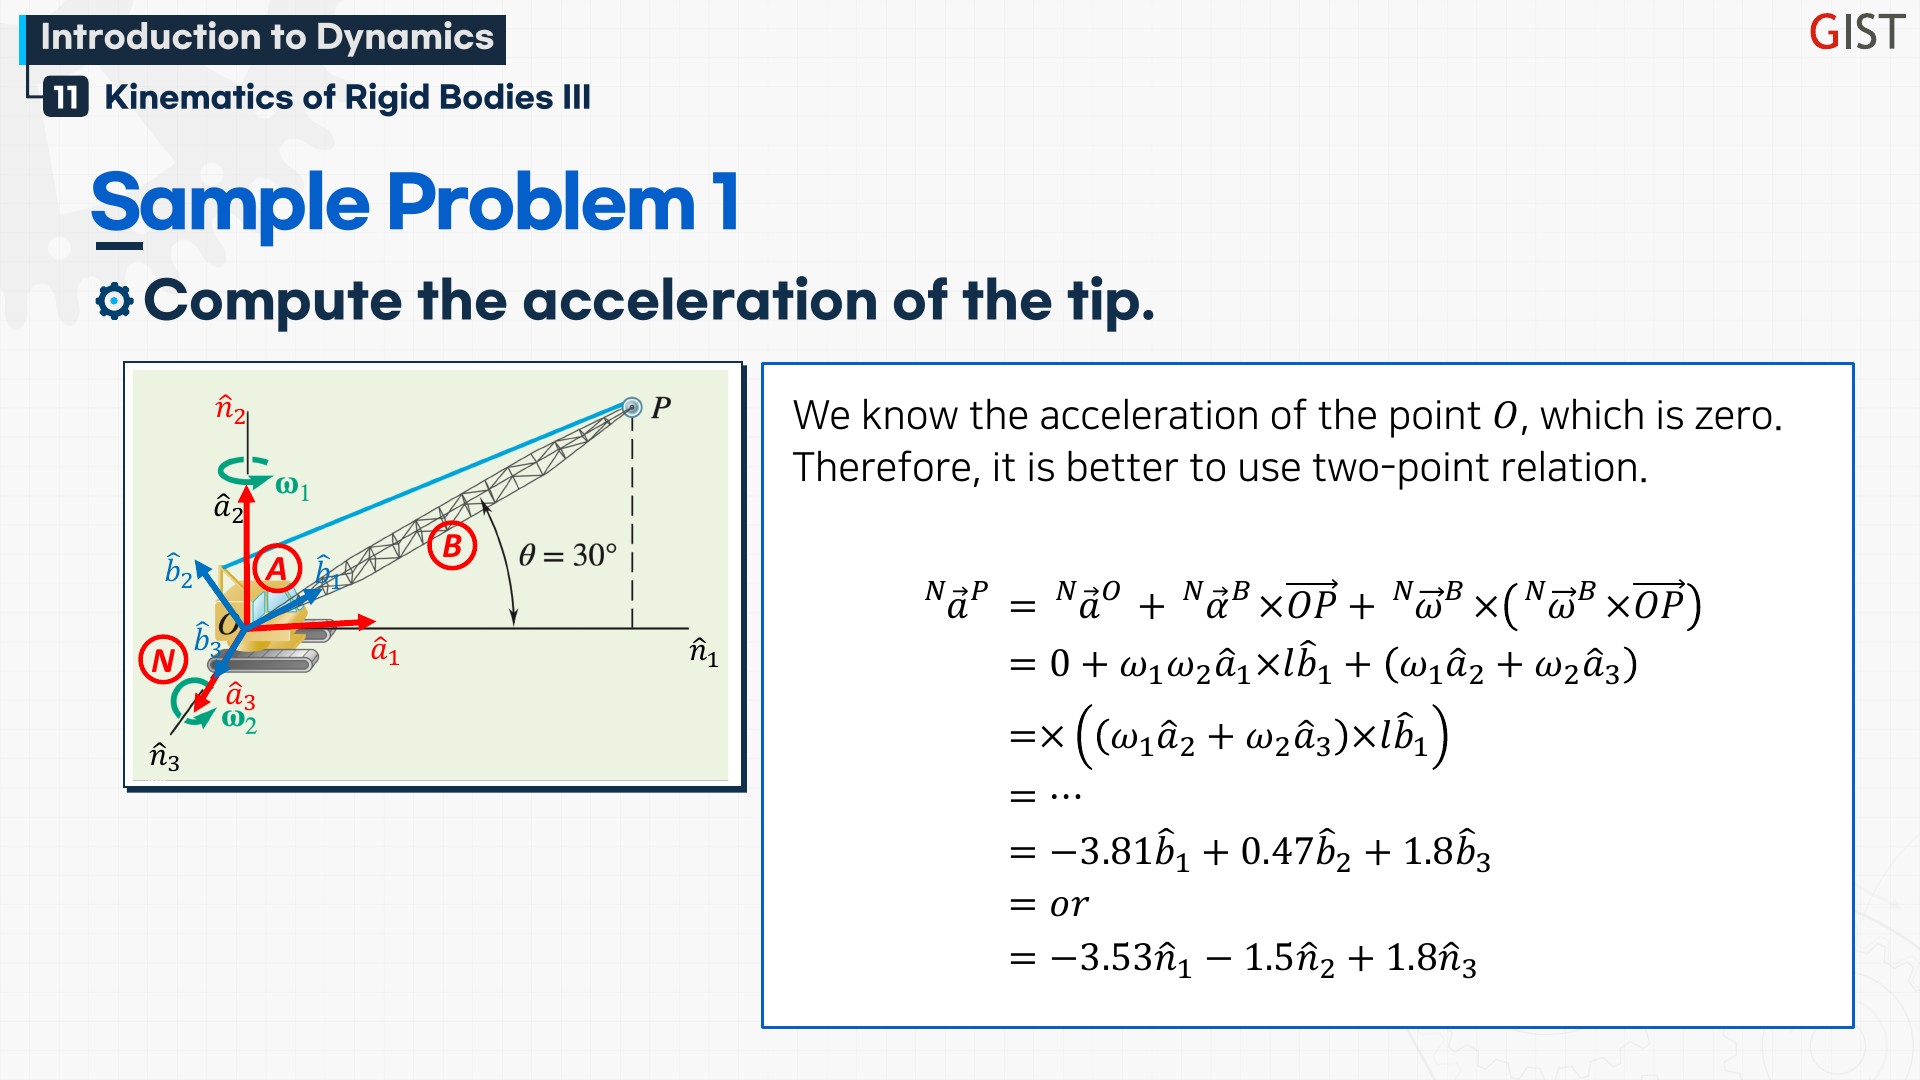 Introduction to Dynamics
GIST
11 Kinematics of Rigid Bodies III
Sample Problem 1
Compute the acceleration of the tip.
n̂₂
P
ω₁
â₂
B
θ = 30°
A
b̂₂
b̂₁
O
b̂₃
N
â₁
n̂₁
â₃
ω₂
n̂₃
We know the acceleration of the point O, which is zero.
Therefore, it is better to use two-point relation.
ᴺa⃗ᴾ = ᴺa⃗ᴼ + ᴺα⃗ᴮ × OP⃗ + ᴺω⃗ᴮ × (ᴺω⃗ᴮ × OP⃗)
= 0 + ω₁ω₂â₁ × lb̂₁ + (ω₁â₂ + ω₂â₃)
=× ((ω₁â₂ + ω₂â₃) × lb̂₁)
= ⋯
= −3.81b̂₁ + 0.47b̂₂ + 1.8b̂₃
= or
= −3.53n̂₁ − 1.5n̂₂ + 1.8n̂₃